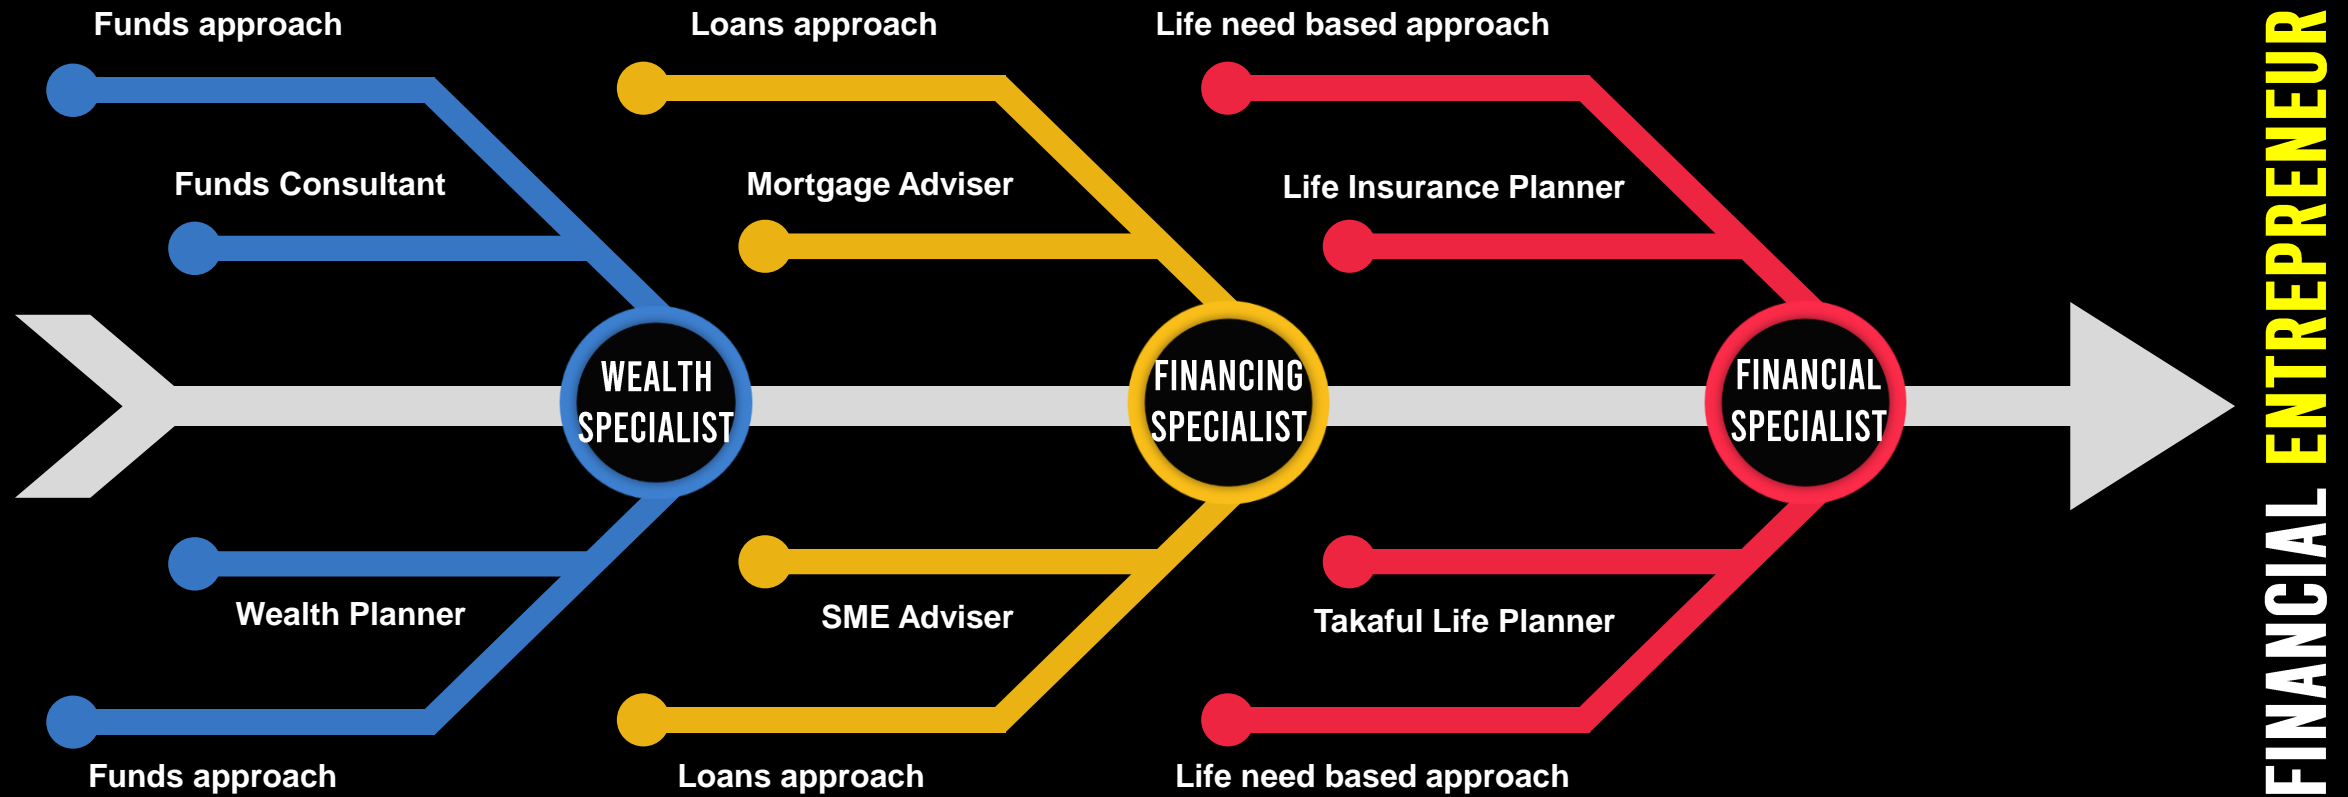 Funds approach
Loans approach
Life need based approach
Funds Consultant
Mortgage Adviser
Life Insurance Planner
WEALTH
SPECIALIST
FINANCING
SPECIALIST
FINANCIAL
SPECIALIST
Wealth Planner
SME Adviser
Takaful Life Planner
Funds approach
Loans approach
Life need based approach
FINANCIAL ENTREPRENEUR